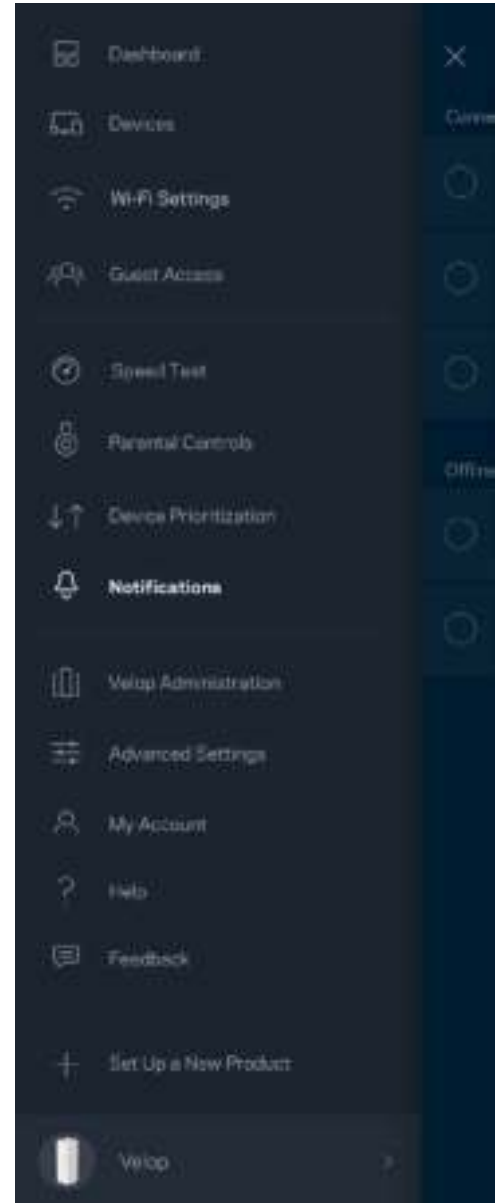 Dashboard
Devices
Wi-Fi Settings
Guest Access
Speed Test
Parental Controls
Device Prioritization
Notifications
Velop Administration
Advanced Settings
My Account
Help
Feedback
Set Up a New Product
Velop